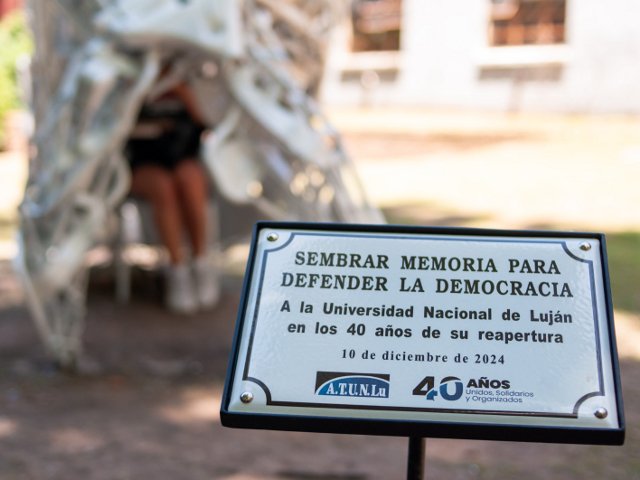 SEMBRAR MEMORIA PARA
DEFENDER LA DEMOCRACIA
A la Universidad Nacional de Luján
en los 40 años de su reapertura
10 de diciembre de 2024
A.T.U.N.Lu
40 AÑOS
Unidos, Solidarios
y Organizados